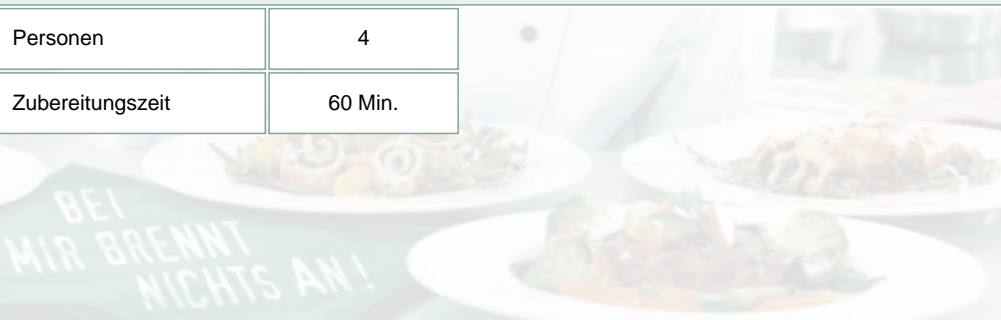 Personen 4
Zubereitungszeit 60 Min.
BEI
MIR BRENNT
NICHTS AN!